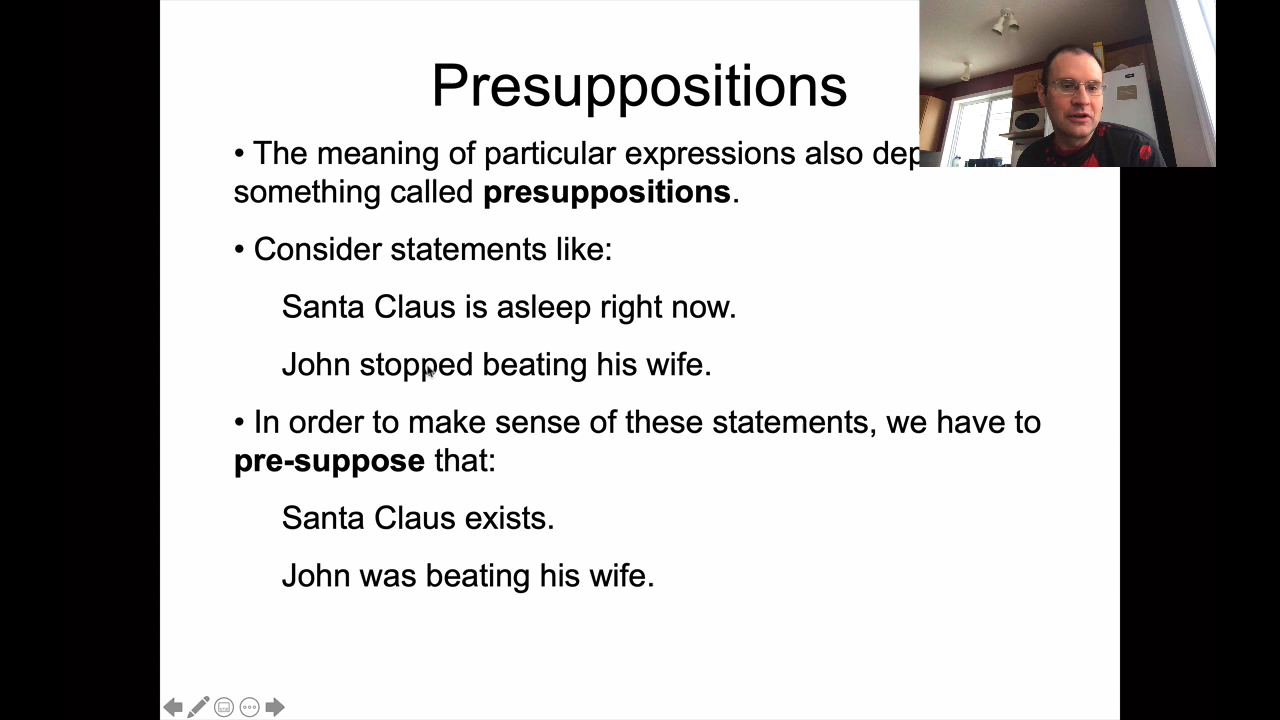 Presuppositions
• The meaning of particular expressions also
something called presuppositions.
• Consider statements like:
Santa Claus is asleep right now.
John stopped beating his wife.
• In order to make sense of these statements, we have to
pre-suppose that:
Santa Claus exists.
John was beating his wife.